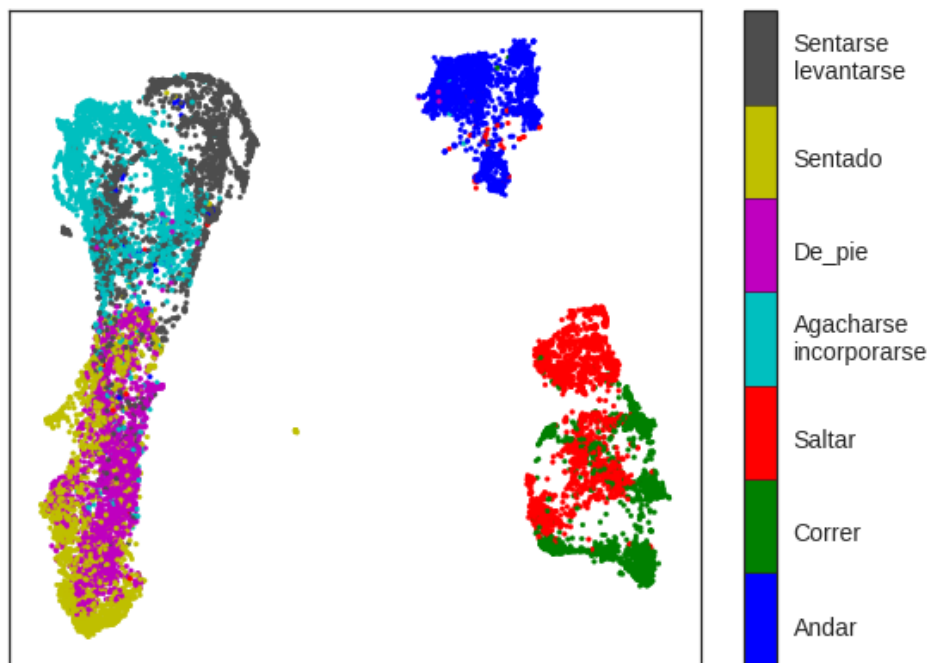 Sentarse
levantarse
Sentado
De_pie
Agacharse
incorporarse
Saltar
Correr
Andar